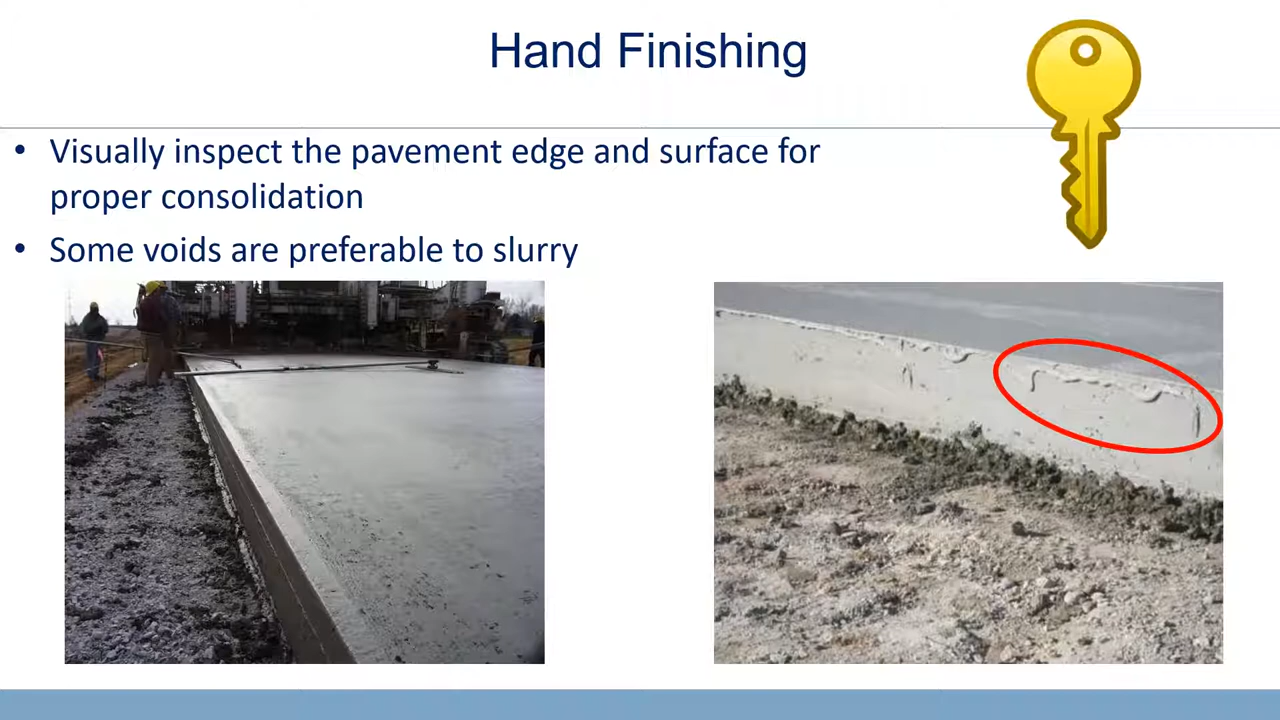 Hand Finishing
• Visually inspect the pavement edge and surface for
proper consolidation
• Some voids are preferable to slurry